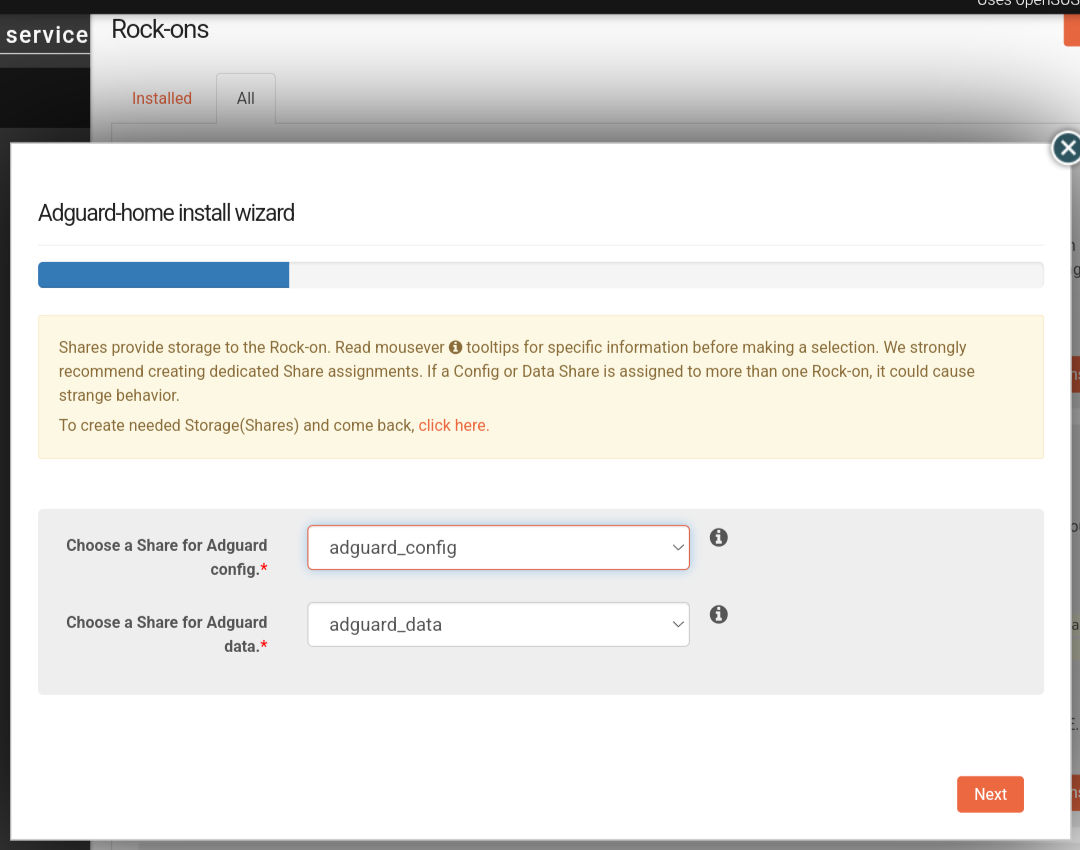 Uses openSUS
service
Rock-ons
Installed
All
Adguard-home install wizard
Shares provide storage to the Rock-on. Read mousever tooltips for specific information before making a selection. We strongly
recommend creating dedicated Share assignments. If a Config or Data Share is assigned to more than one Rock-on, it could cause
strange behavior.
To create needed Storage(Shares) and come back, click here.
Choose a Share for Adguard
config.*
adguard_config
Choose a Share for Adguard
data.*
adguard_data
Next